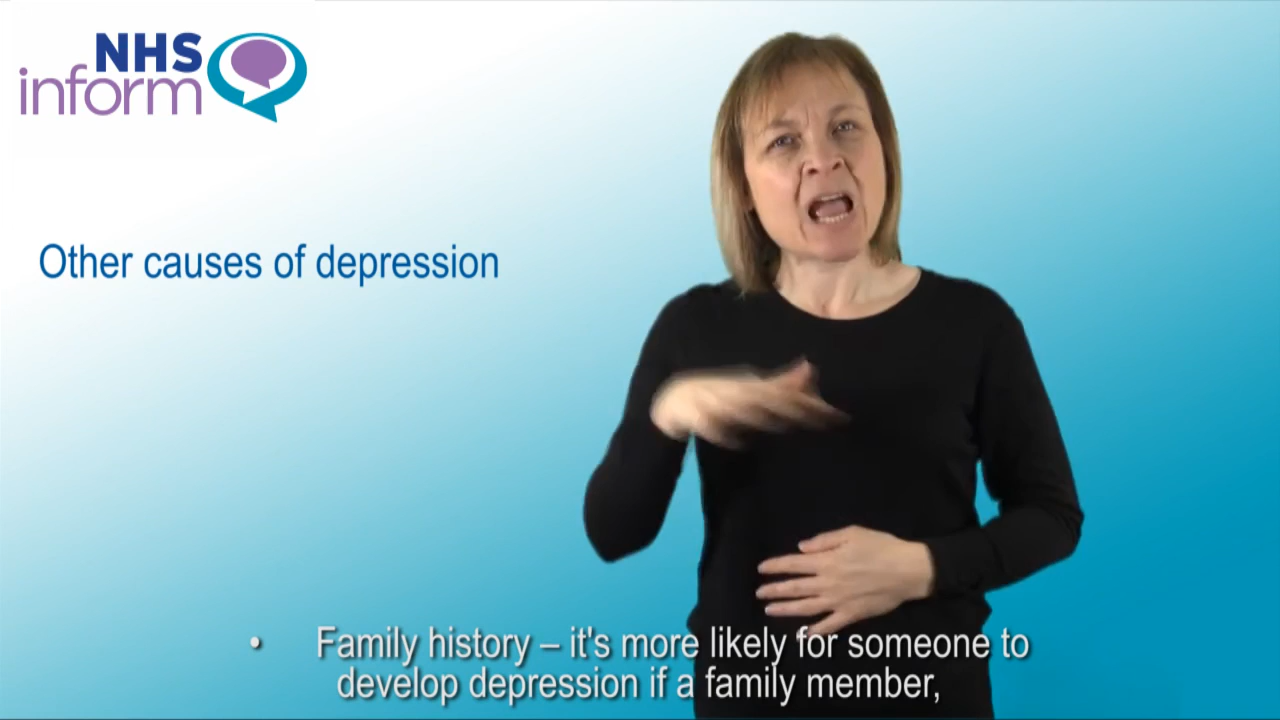 NHS
inform
Other causes of depression
• Family history – it's more likely for someone to
develop depression if a family member,